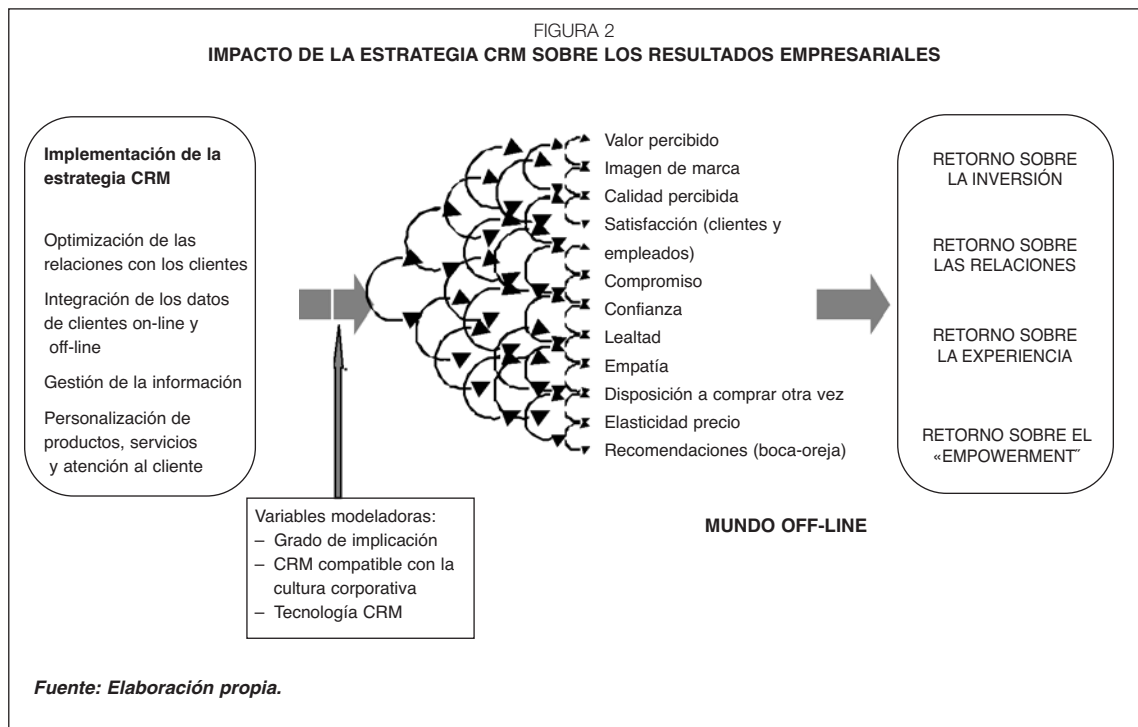 FIGURA 2
IMPACTO DE LA ESTRATEGIA CRM SOBRE LOS RESULTADOS EMPRESARIALES
Implementación de la
estrategia CRM
Optimización de las
relaciones con los clientes
Integración de los datos
de clientes on-line y
off-line
Gestión de la información
Personalización de
productos, servicios
y atención al cliente
Variables modeladoras:
– Grado de implicación
– CRM compatible con la
cultura corporativa
– Tecnología CRM
Valor percibido
Imagen de marca
Calidad percibida
Satisfacción (clientes y
empleados)
Compromiso
Confianza
Lealtad
Empatía
Disposición a comprar otra vez
Elasticidad precio
Recomendaciones (boca-oreja)
MUNDO OFF-LINE
RETORNO SOBRE
LA INVERSIÓN
RETORNO SOBRE
LAS RELACIONES
RETORNO SOBRE
LA EXPERIENCIA
RETORNO SOBRE EL
«EMPOWERMENT˝
Fuente: Elaboración propia.